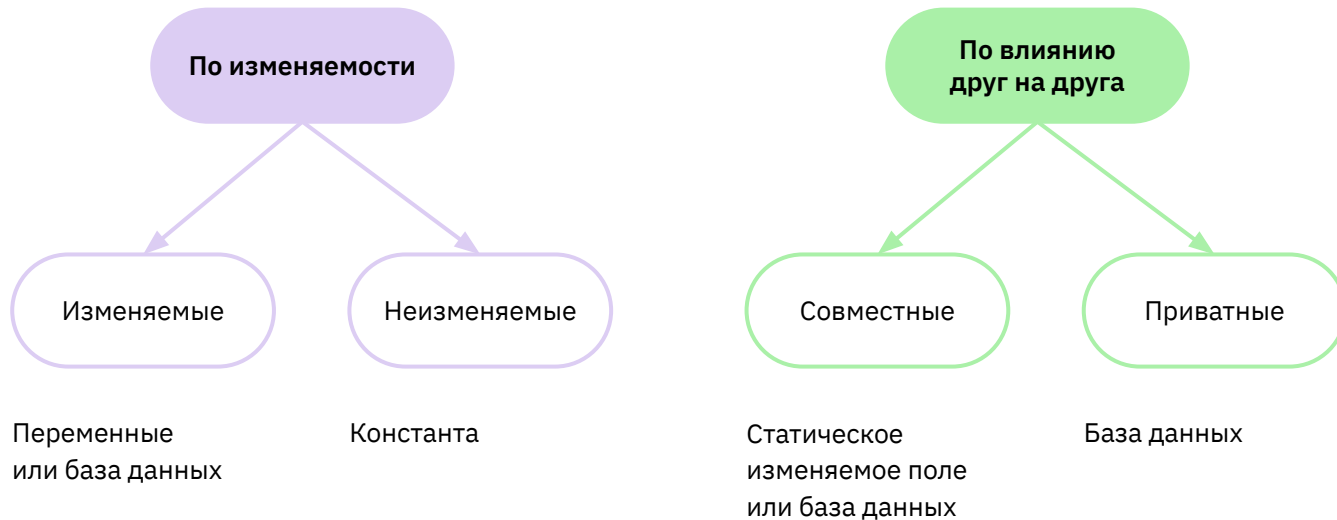 По изменяемости
По влиянию
друг на друга
Изменяемые
Неизменяемые
Совместные
Приватные
Переменные
или база данных
Константа
Статическое
изменяемое поле
или база данных
База данных